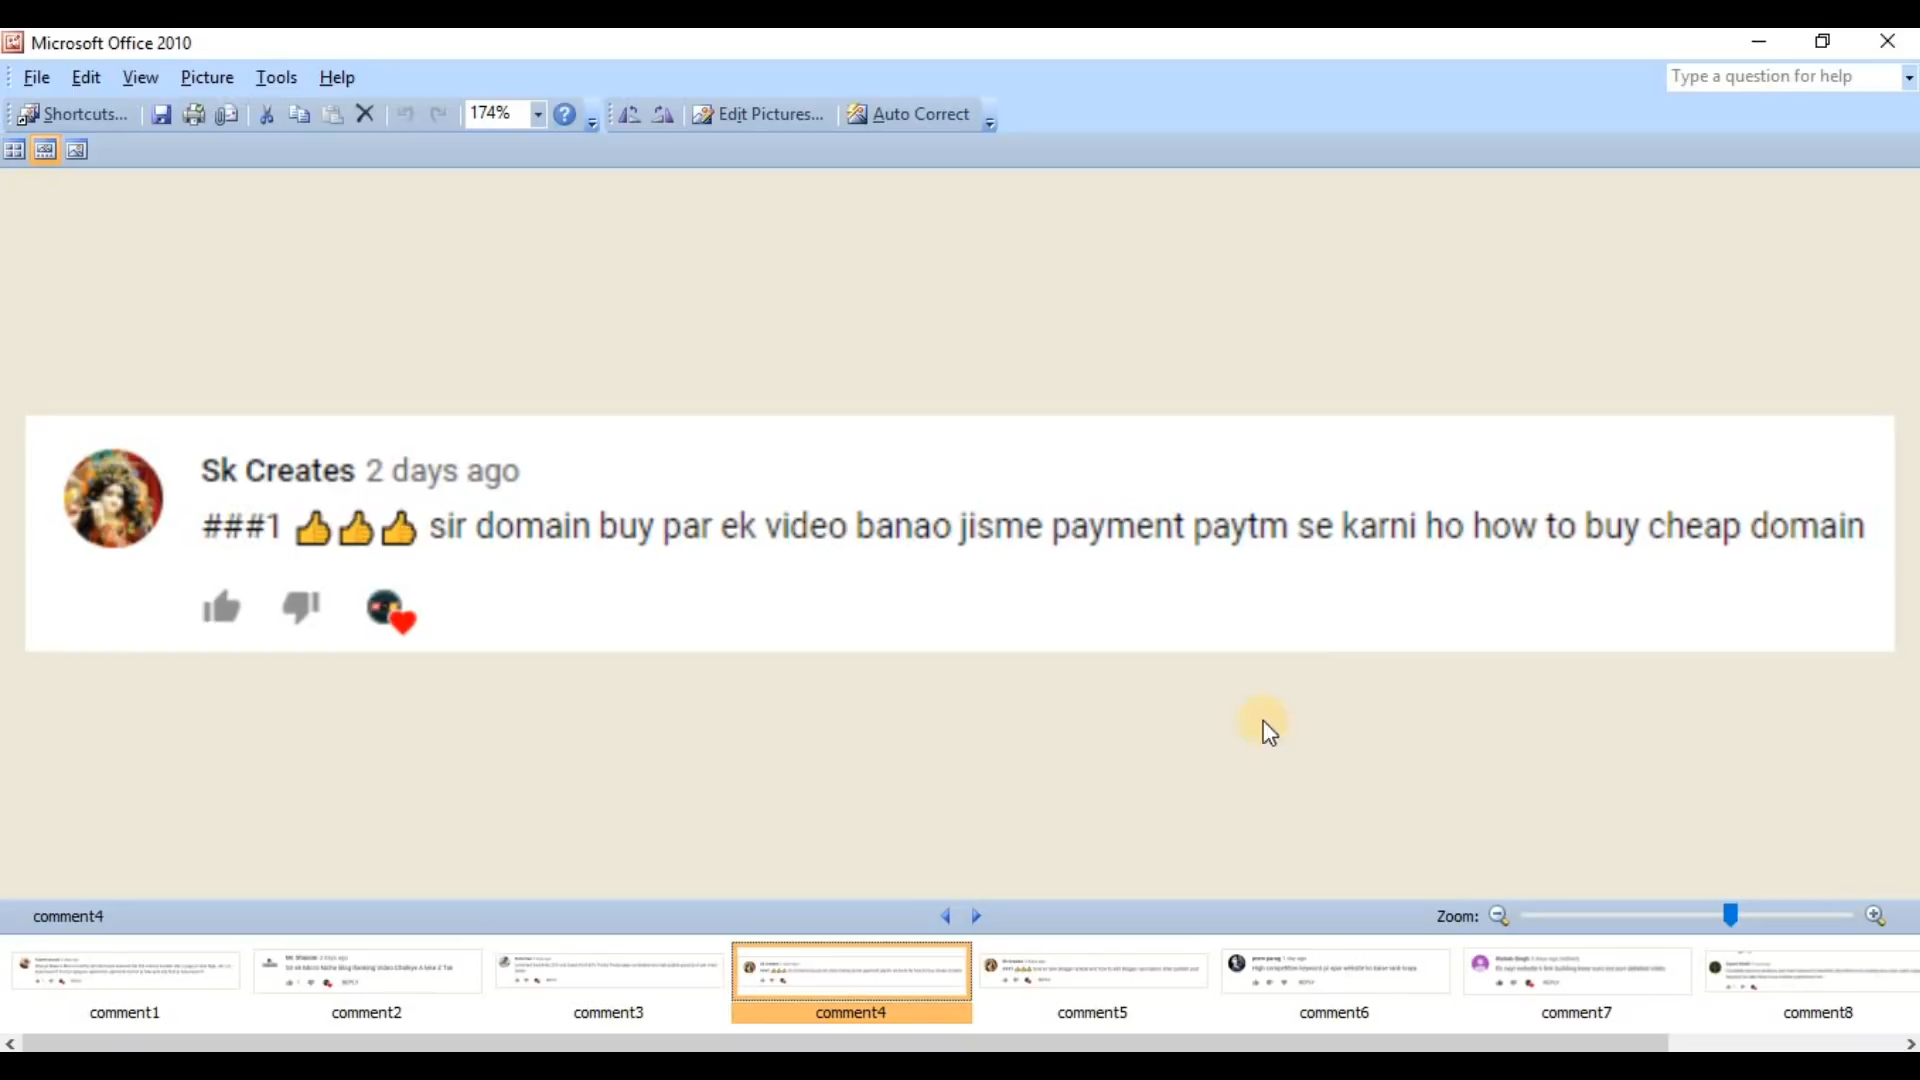 Microsoft Office 2010
File Edit View Picture Tools Help
Type a question for help
Shortcuts...
174%
Edit Pictures...
Auto Correct
Sk Creates 2 days ago
###1 👍👍👍 sir domain buy par ek video banao jisme payment paytm se karni ho how to buy cheap domain
comment4
Zoom:
comment1
comment2
comment3
comment4
comment5
comment6
comment7
comment8